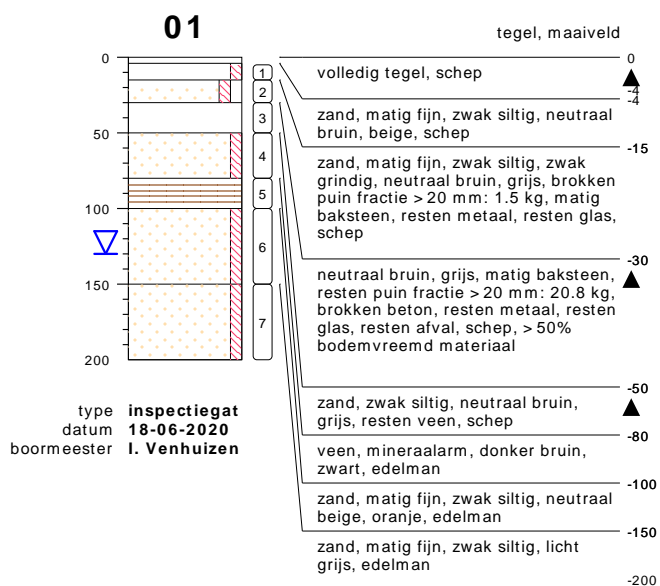 01
tegel, maaiveld
0
50
100
150
200
1
2
3
4
5
6
7
0
volledig tegel, schep
-4
-4
zand, matig fijn, zwak siltig, neutraal
bruin, beige, schep
-15
zand, matig fijn, zwak siltig, zwak
grindig, neutraal bruin, grijs, brokken
puin fractie > 20 mm: 1.5 kg, matig
baksteen, resten metaal, resten glas,
schep
-30
neutraal bruin, grijs, matig baksteen,
resten puin fractie > 20 mm: 20.8 kg,
brokken beton, resten metaal, resten
glas, resten afval, schep, > 50%
bodemvreemd materiaal
-50
zand, zwak siltig, neutraal bruin,
grijs, resten veen, schep
-80
veen, mineraalarm, donker bruin,
zwart, edelman
-100
zand, matig fijn, zwak siltig, neutraal
beige, oranje, edelman
-150
zand, matig fijn, zwak siltig, licht
grijs, edelman
-200
type inspectiegat
datum 18-06-2020
boormeester I. Venhuizen